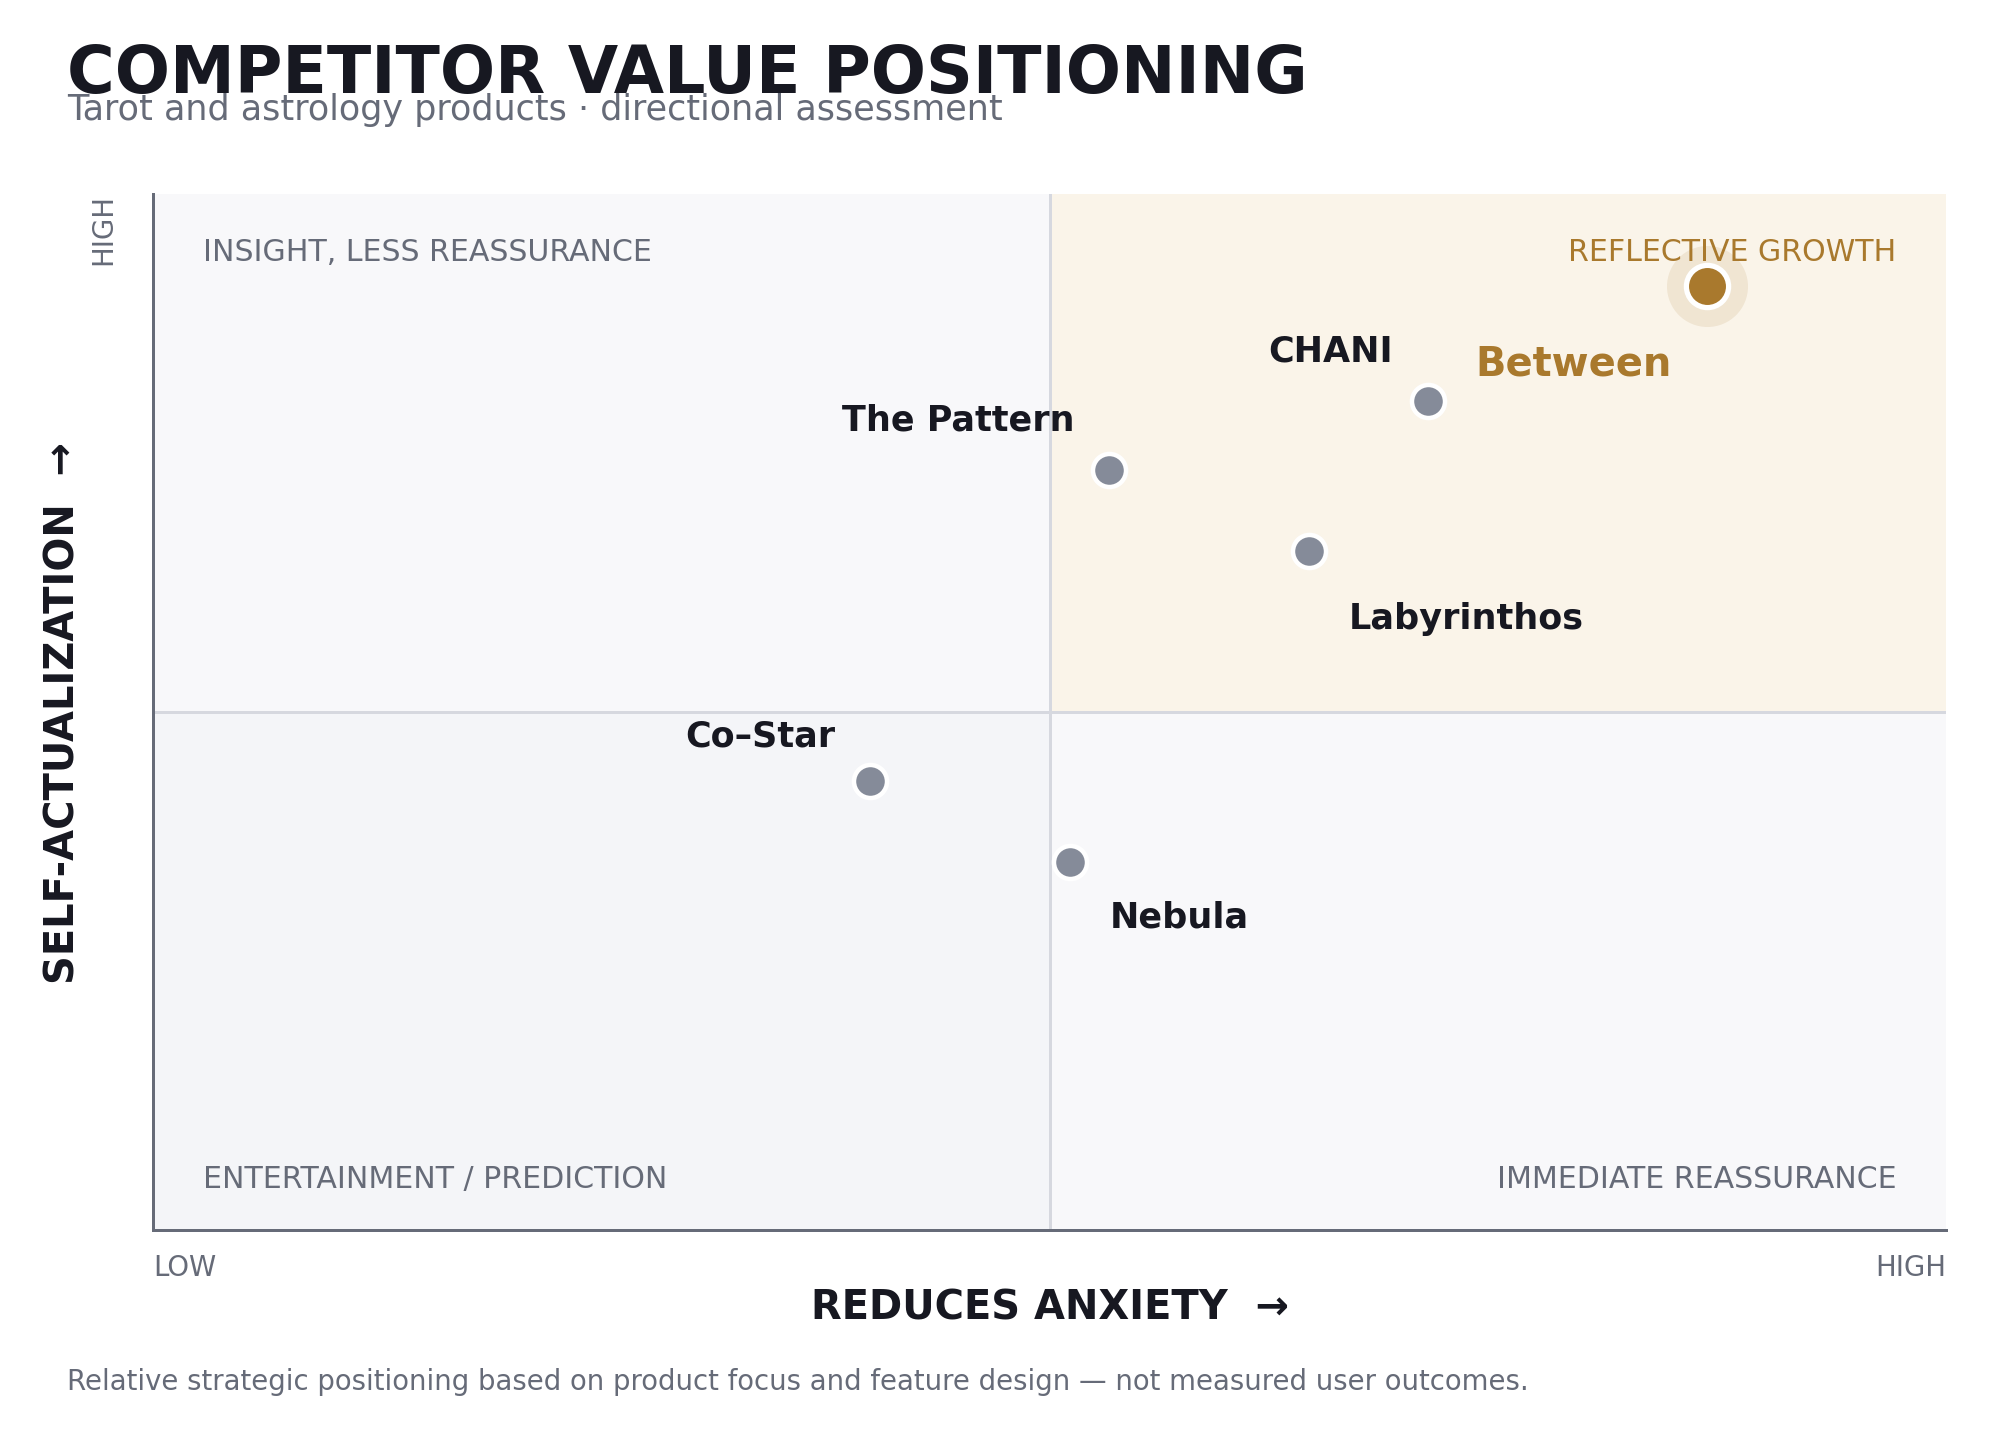 COMPETITOR VALUE POSITIONING
Tarot and astrology products · directional assessment
HIGH
INSIGHT, LESS REASSURANCE
REFLECTIVE GROWTH
CHANI
Between
The Pattern
Labyrinthos
SELF-ACTUALIZATION →
Co–Star
Nebula
ENTERTAINMENT / PREDICTION
IMMEDIATE REASSURANCE
LOW
HIGH
REDUCES ANXIETY →
Relative strategic positioning based on product focus and feature design — not measured user outcomes.